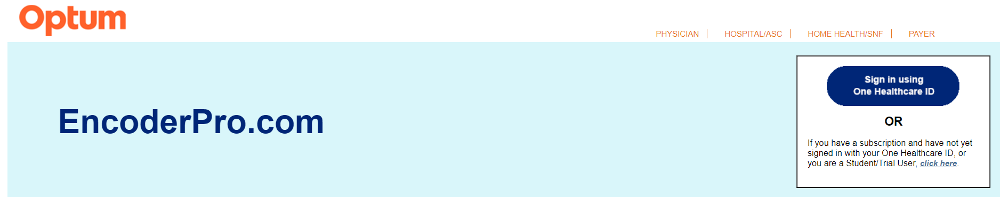 Optum
PHYSICIAN | HOSPITAL/ASC | HOME HEALTH/SNF | PAYER
EncoderPro.com
Sign in using
One Healthcare ID
OR
If you have a subscription and have not yet
signed in with your One Healthcare ID, or
you are a Student/Trial User, click here.